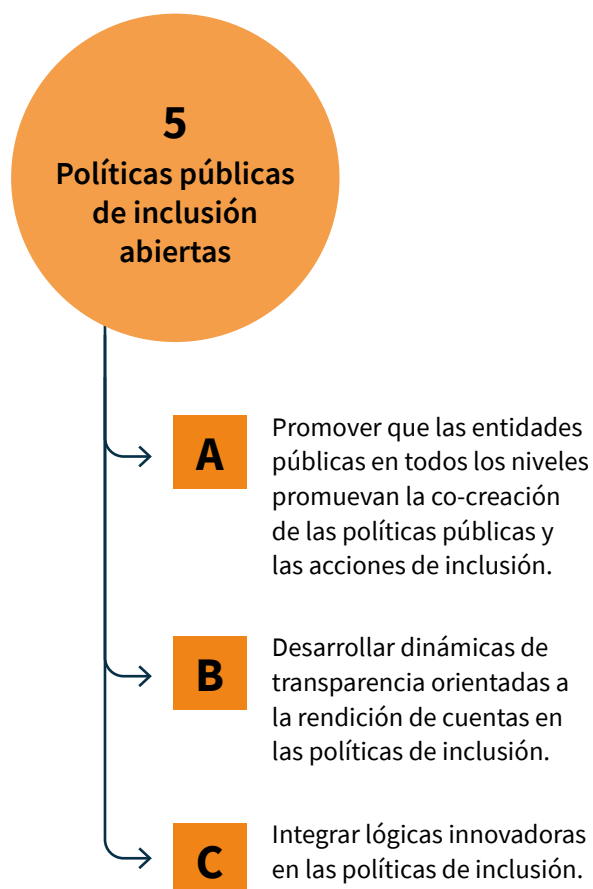 5
Políticas públicas
de inclusión
abiertas
A
Promover que las entidades
públicas en todos los niveles
promuevan la co-creación
de las políticas públicas y
las acciones de inclusión.
B
Desarrollar dinámicas de
transparencia orientadas a
la rendición de cuentas en
las políticas de inclusión.
C
Integrar lógicas innovadoras
en las políticas de inclusión.